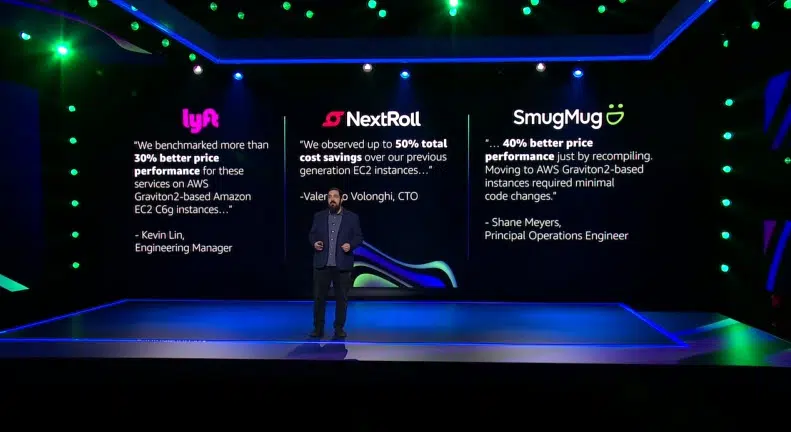 lyft
"We benchmarked more than
30% better price
performance for these
services on AWS
Graviton2-based Amazon
EC2 C6g instances..."
- Kevin Lin,
Engineering Manager
NextRoll
"We observed up to 50% total
cost savings over our previous
generation EC2 instances..."
Volonghi, CTO
SmugMug
"... 40% better price
performance just by recompiling.
Moving to AWS Graviton2-based
instances required minimal
code changes."
- Shane Meyers,
Principal Operations Engineer